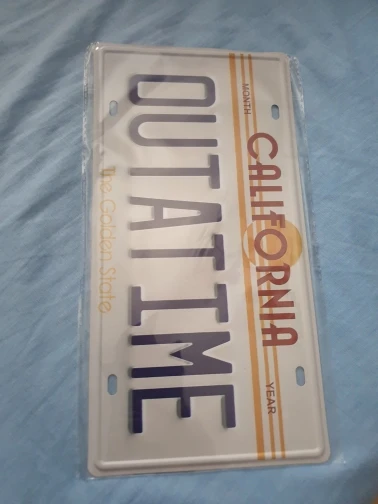 MONTH CALIFORNIA YEAR
OUTATIME
The Golden State